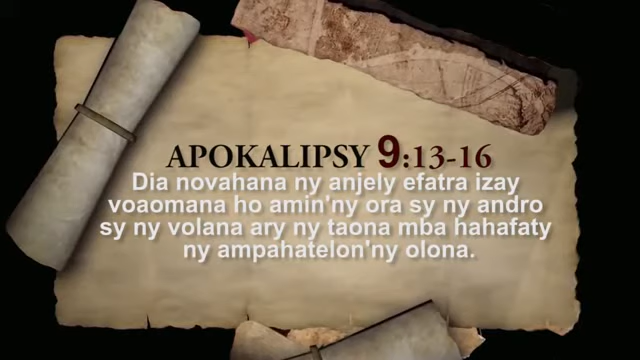 APOKALIPSY 9:13-16
Dia novahana ny anjely efatra izay
voaomana ho amin'ny ora sy ny andro
sy ny volana ary ny taona mba hahafaty
ny ampahatelon'ny olona.